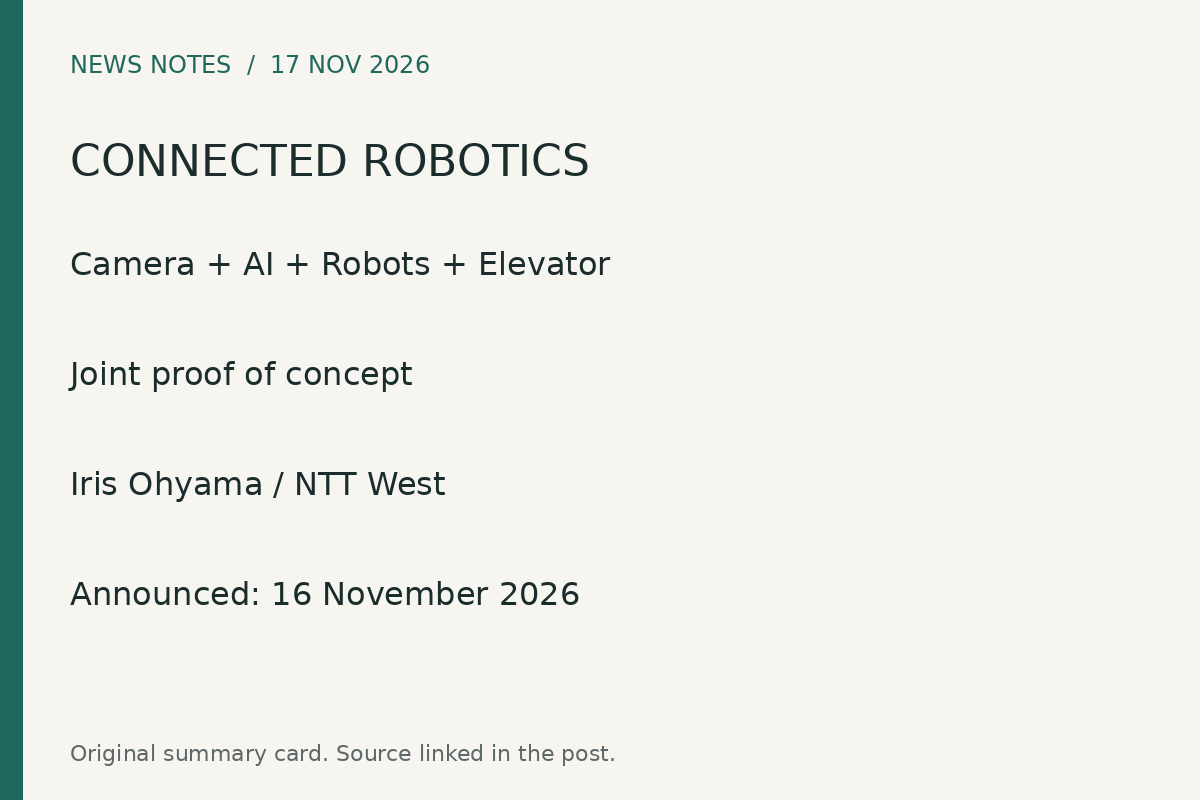 NEWS NOTES / 17 NOV 2026
CONNECTED ROBOTICS
Camera + AI + Robots + Elevator
Joint proof of concept
Iris Ohyama / NTT West
Announced: 16 November 2026
Original summary card. Source linked in the post.